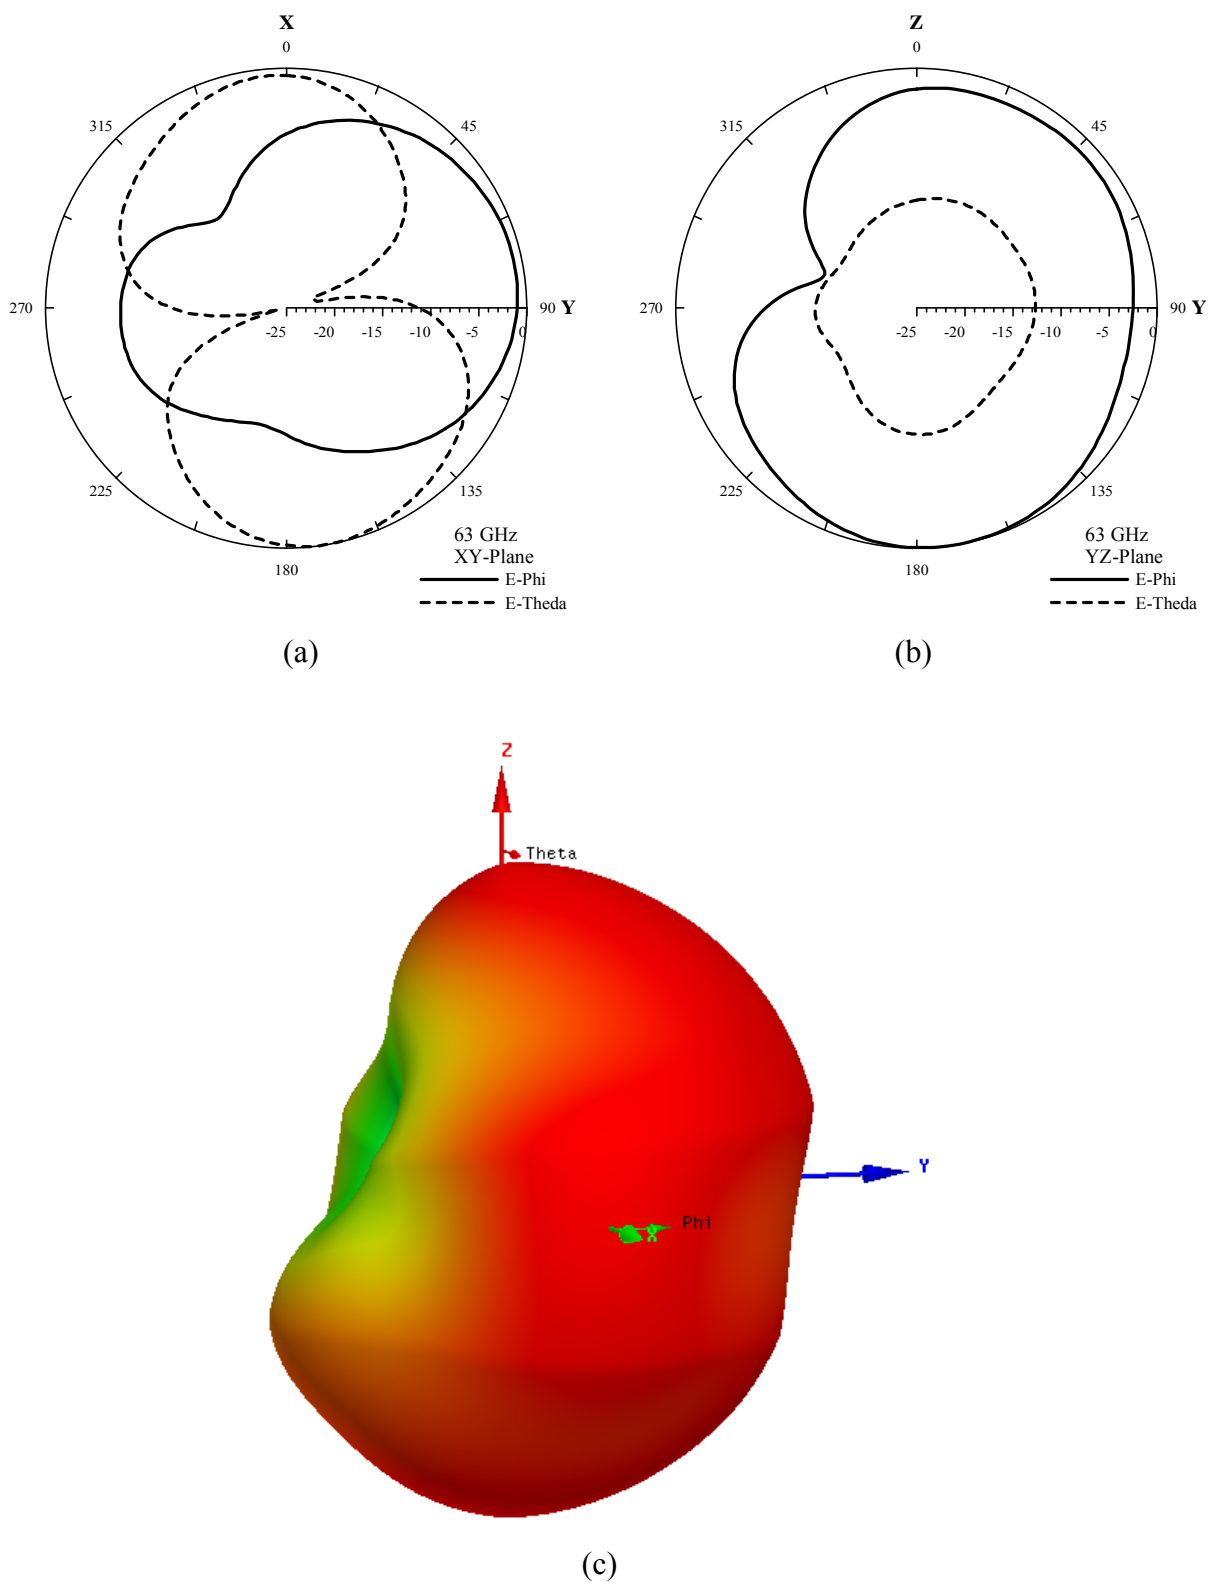 X
0
315
45
270
-25
-20
-15
-10
-5
0
90 Y
225
135
180
63 GHz
XY-Plane
E-Phi
E-Theda
(a)
Z
0
315
45
270
-25
-20
-15
-10
-5
0
90 Y
225
135
180
63 GHz
YZ-Plane
E-Phi
E-Theda
(b)
Z
Theta
Y
Phi
X
(c)